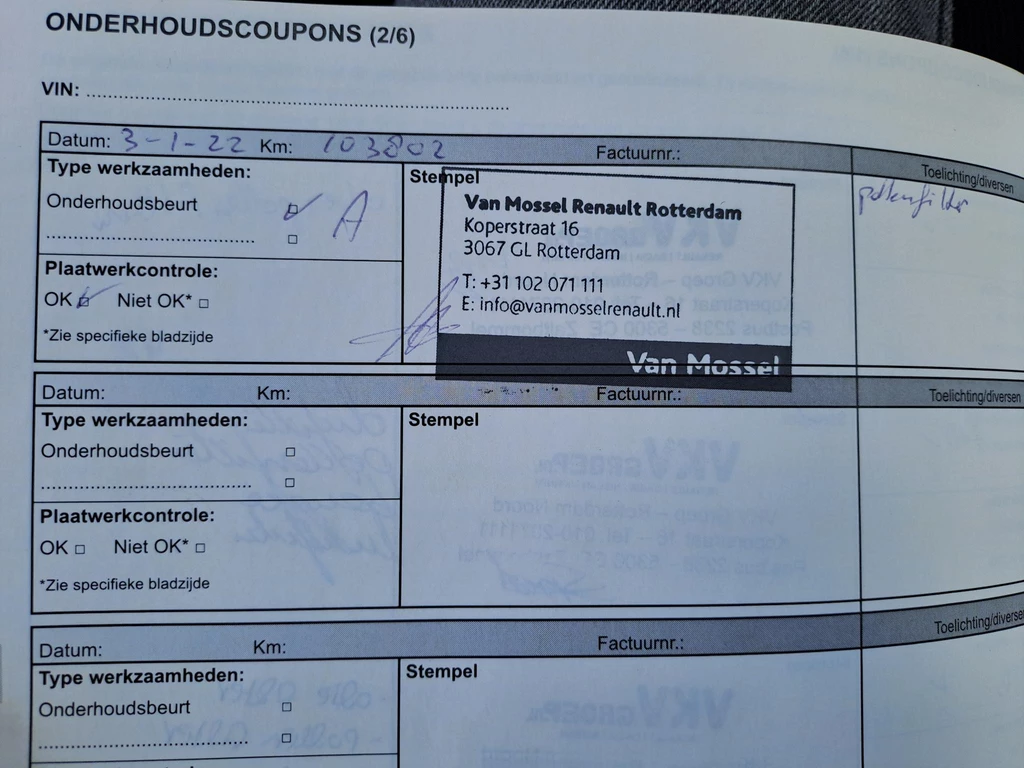 ONDERHOUDSCOUPONS (2/6)
VIN: ..............................................................
Datum: 3-1-22 Km: 103802 Factuurnr.: Toelichting/diversen
Type werkzaamheden:
Onderhoudsbeurt A
Plaatwerkcontrole:
OK Niet OK*
*Zie specifieke bladzijde
Stempel
Van Mossel Renault Rotterdam
Koperstraat 16
3067 GL Rotterdam
T: +31 102 071 111
E: info@vanmosselrenault.nl
Van Mossel
pollenfilter
Datum: Km: Factuurnr.: Toelichting/diversen
Type werkzaamheden:
Onderhoudsbeurt
Plaatwerkcontrole:
OK Niet OK*
*Zie specifieke bladzijde
Stempel
Datum: Km: Factuurnr.: Toelichting/diverse
Type werkzaamheden:
Onderhoudsbeurt
Stempel